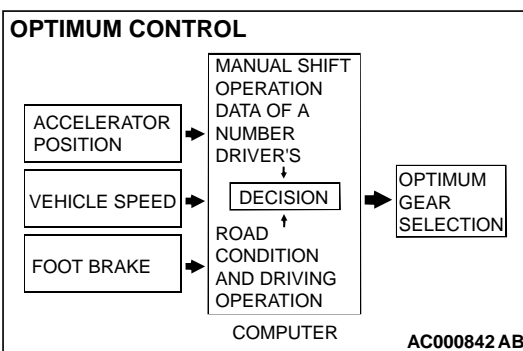 OPTIMUM CONTROL
ACCELERATOR
POSITION
VEHICLE SPEED
FOOT BRAKE
MANUAL SHIFT
OPERATION
DATA OF A
NUMBER
DRIVER'S
DECISION
ROAD
CONDITION
AND DRIVING
OPERATION
COMPUTER
OPTIMUM
GEAR
SELECTION
AC000842 AB